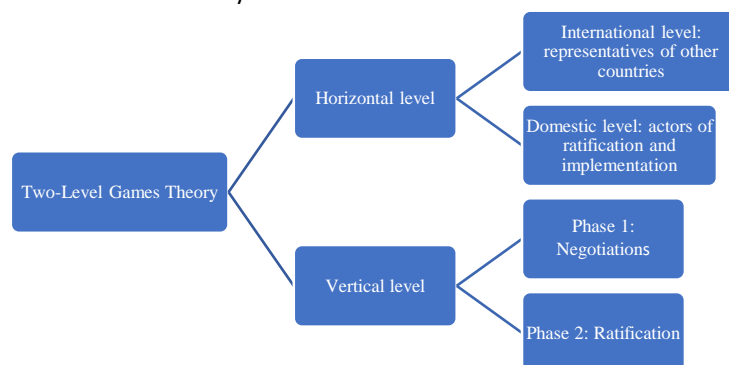 International level:
representatives of other
countries
Horizontal level
Domestic level: actors of
ratification and
implementation
Two-Level Games Theory
Phase 1:
Negotiations
Vertical level
Phase 2: Ratification